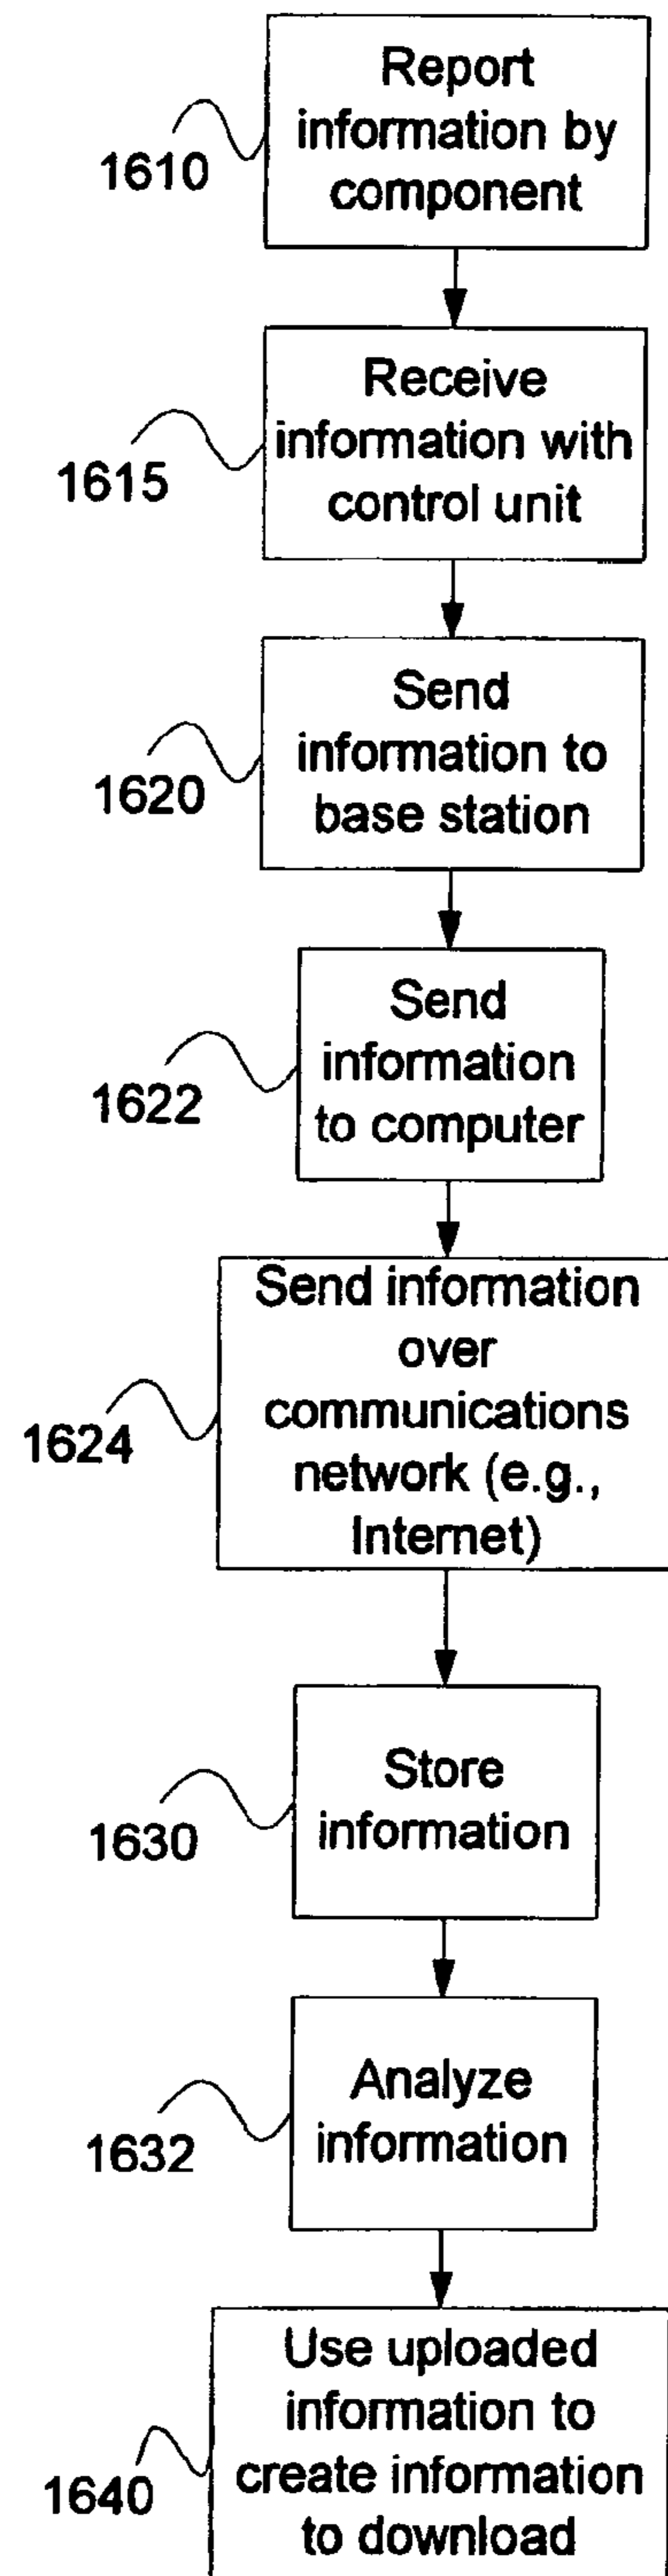 Report
information by
component
1610
Receive
information with
control unit
1615
Send
information to
base station
1620
Send
information
to computer
1622
Send information
over
communications
network (e.g.,
Internet)
1624
Store
information
1630
Analyze
information
1632
Use uploaded
information to
create information
to download
1640